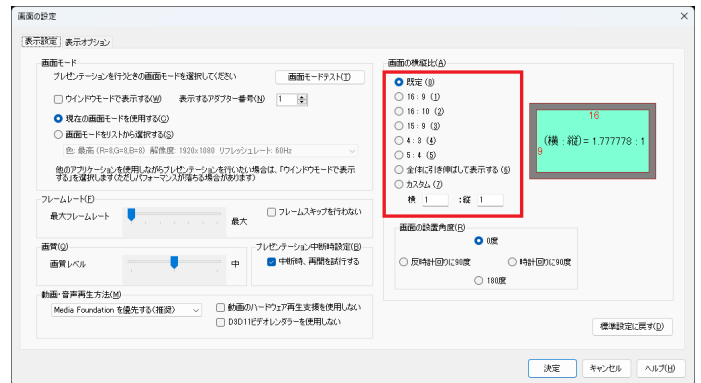 画面の設定
表示設定 表示オプション
画面モード
プレゼンテーションを行うときの画面モードを選択してください
画面モードテスト(T)
ウインドウモードで表示する(W) 表示するアダプター番号(N) 1
現在の画面モードを使用する(C)
画面モードをリストから選択する(S)
色: 最高 (R=8,G=8,B=8) 解像度: 1920x1080 リフレッシュレート: 60Hz
他のアプリケーションを使用しながらプレゼンテーションを行いたい場合は、「ウインドウモードで表示
する」を選択します(ただしパフォーマンスが落ちる場合があります)
フレームレート(F)
最大フレームレート 最大
フレームスキップを行わない
画質(Q)
画質レベル 中
プレゼンテーション中断時設定(B)
中断時、再開を試行する
動画・音声再生方法(M)
Media Foundation を優先する(推奨)
動画のハードウェア再生支援を使用しない
D3D11ビデオレンダラーを使用しない
画面の横縦比(A)
既定 (0)
16 : 9 (1)
16 : 10 (2)
15 : 9 (3)
4 : 3 (4)
5 : 4 (5)
全体に引き伸ばして表示する (6)
カスタム (7)
横 1 :縦 1
16
9
(横 : 縦) = 1.777778 : 1
画面の設置角度(R)
0度
反時計回りに90度 時計回りに90度
180度
標準設定に戻す(D)
決定 キャンセル ヘルプ(H)